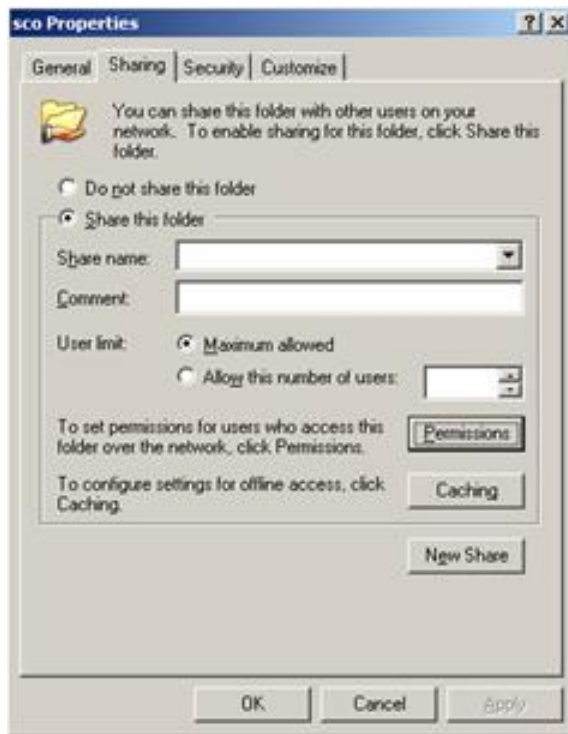 sco Properties
General Sharing Security Customize
You can share this folder with other users on your
network. To enable sharing for this folder, click Share this
folder.
Do not share this folder
Share this folder
Share name:
Comment:
User limit: Maximum allowed
Allow this number of users:
To set permissions for users who access this
folder over the network, click Permissions.
Permissions
To configure settings for offline access, click
Caching.
Caching
New Share
OK Cancel Apply